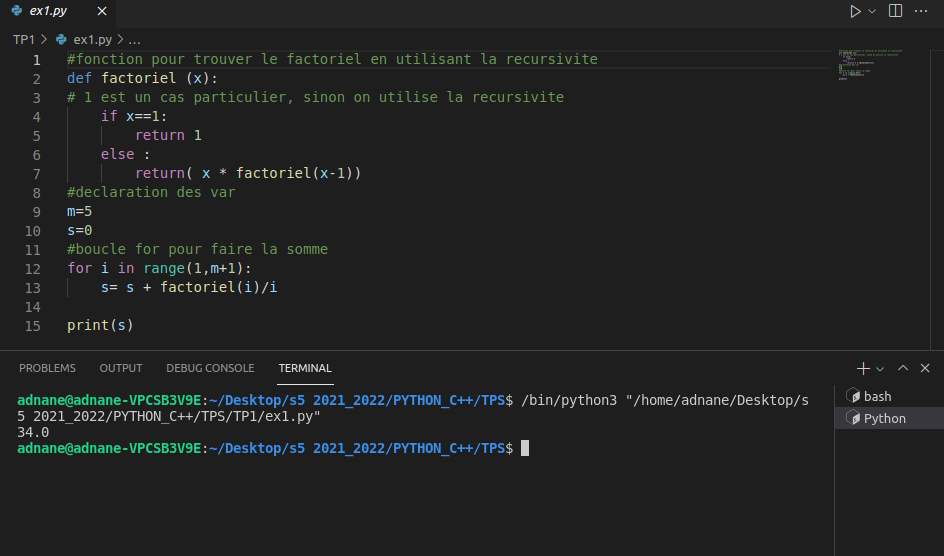 ex1.py
TP1 > ex1.py > ...
1 #fonction pour trouver le factoriel en utilisant la recursivite
2 def factoriel (x):
3 # 1 est un cas particulier, sinon on utilise la recursivite
4 if x==1:
5 return 1
6 else :
7 return( x * factoriel(x-1))
8 #declaration des var
9 m=5
10 s=0
11 #boucle for pour faire la somme
12 for i in range(1,m+1):
13 s= s + factoriel(i)/i
14
15 print(s)
PROBLEMS OUTPUT DEBUG CONSOLE TERMINAL
adnane@adnane-VPCSB3V9E:~/Desktop/s5 2021_2022/PYTHON_C++/TPS$ /bin/python3 "/home/adnane/Desktop/s
5 2021_2022/PYTHON_C++/TPS/TP1/ex1.py"
34.0
adnane@adnane-VPCSB3V9E:~/Desktop/s5 2021_2022/PYTHON_C++/TPS$
bash
Python